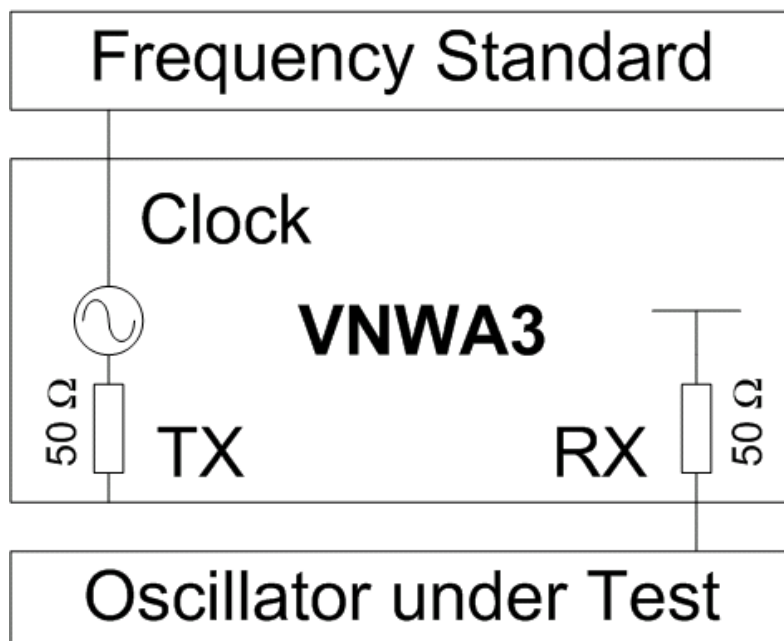 Frequency Standard
Clock
VNWA3
50 Ω
TX
RX
50 Ω
Oscillator under Test